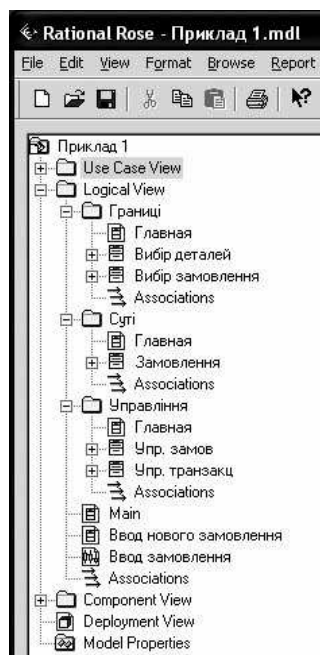 Rational Rose - Приклад 1.mdl
File Edit View Format Browse Report
Приклад 1
Use Case View
Logical View
Границі
Главная
Вибір деталей
Вибір замовлення
Associations
Суті
Главная
Замовлення
Associations
Управління
Главная
Упр. замов
Упр. транзакц
Associations
Main
Ввод нового замовлення
Ввод замовлення
Associations
Component View
Deployment View
Model Properties